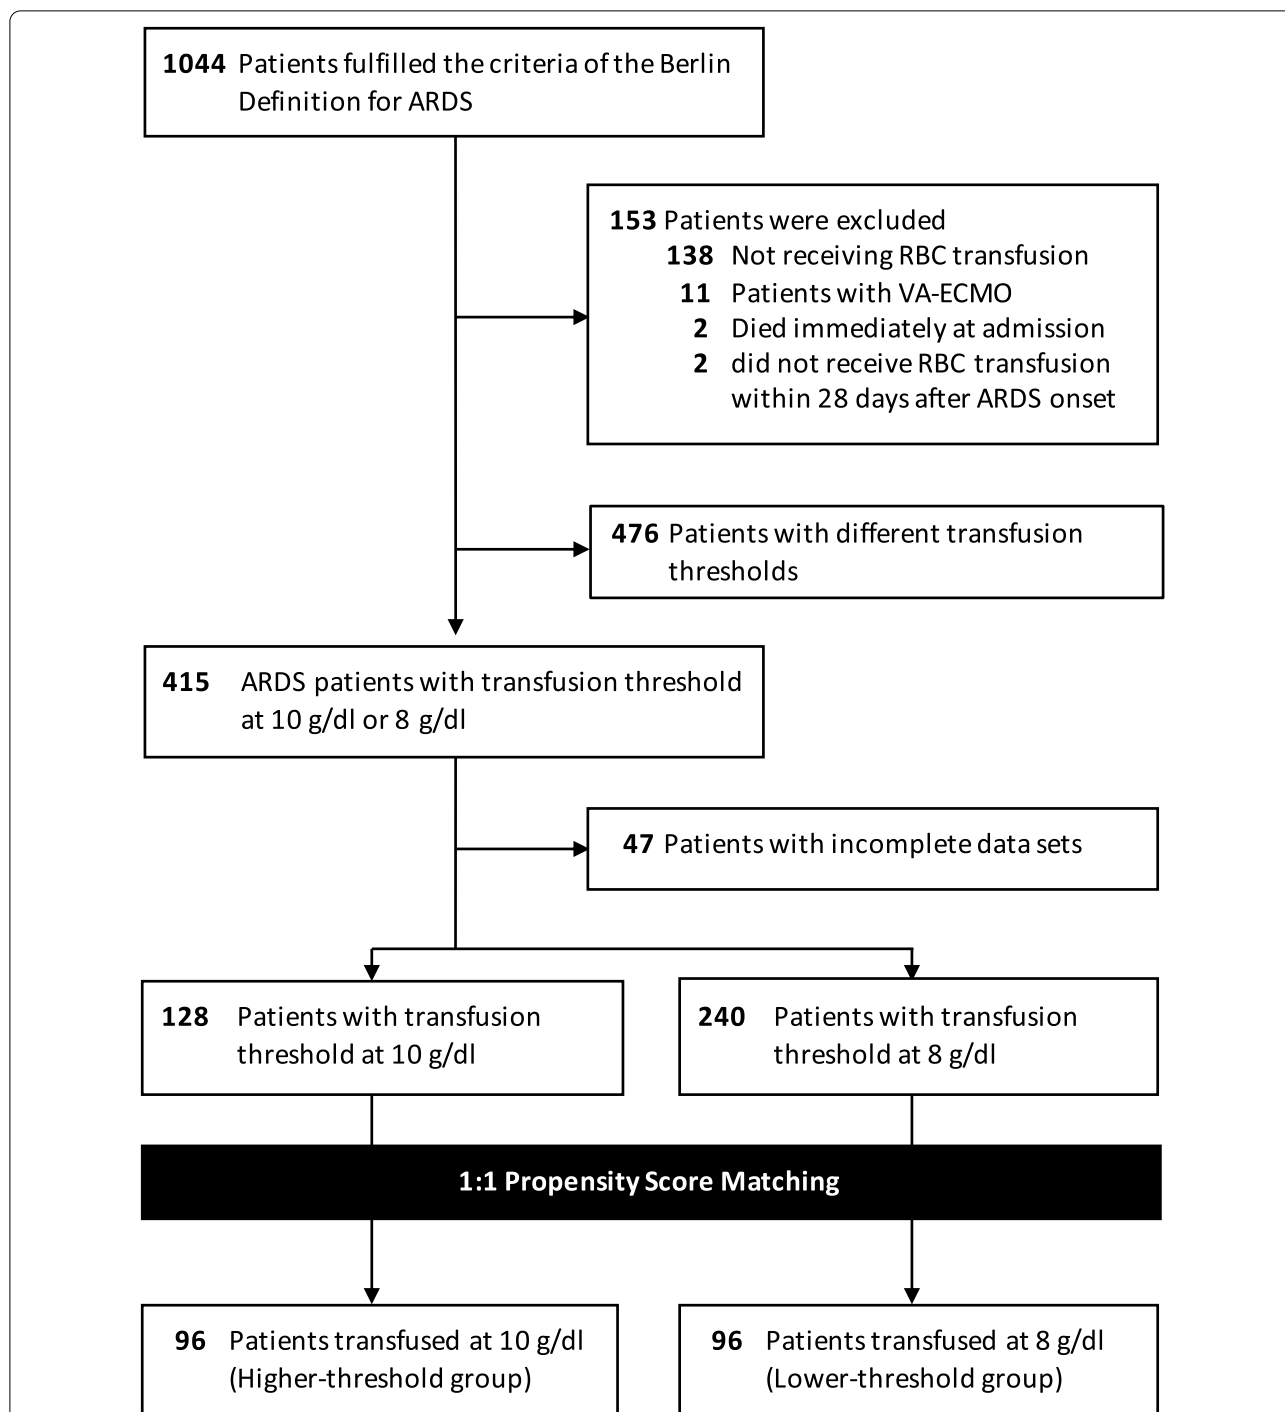 1044 Patients fulfilled the criteria of the Berlin
Definition for ARDS
153 Patients were excluded
138 Not receiving RBC transfusion
11 Patients with VA-ECMO
2 Died immediately at admission
2 did not receive RBC transfusion
within 28 days after ARDS onset
476 Patients with different transfusion
thresholds
415 ARDS patients with transfusion threshold
at 10 g/dl or 8 g/dl
47 Patients with incomplete data sets
128 Patients with transfusion
threshold at 10 g/dl
240 Patients with transfusion
threshold at 8 g/dl
1:1 Propensity Score Matching
96 Patients transfused at 10 g/dl
(Higher-threshold group)
96 Patients transfused at 8 g/dl
(Lower-threshold group)